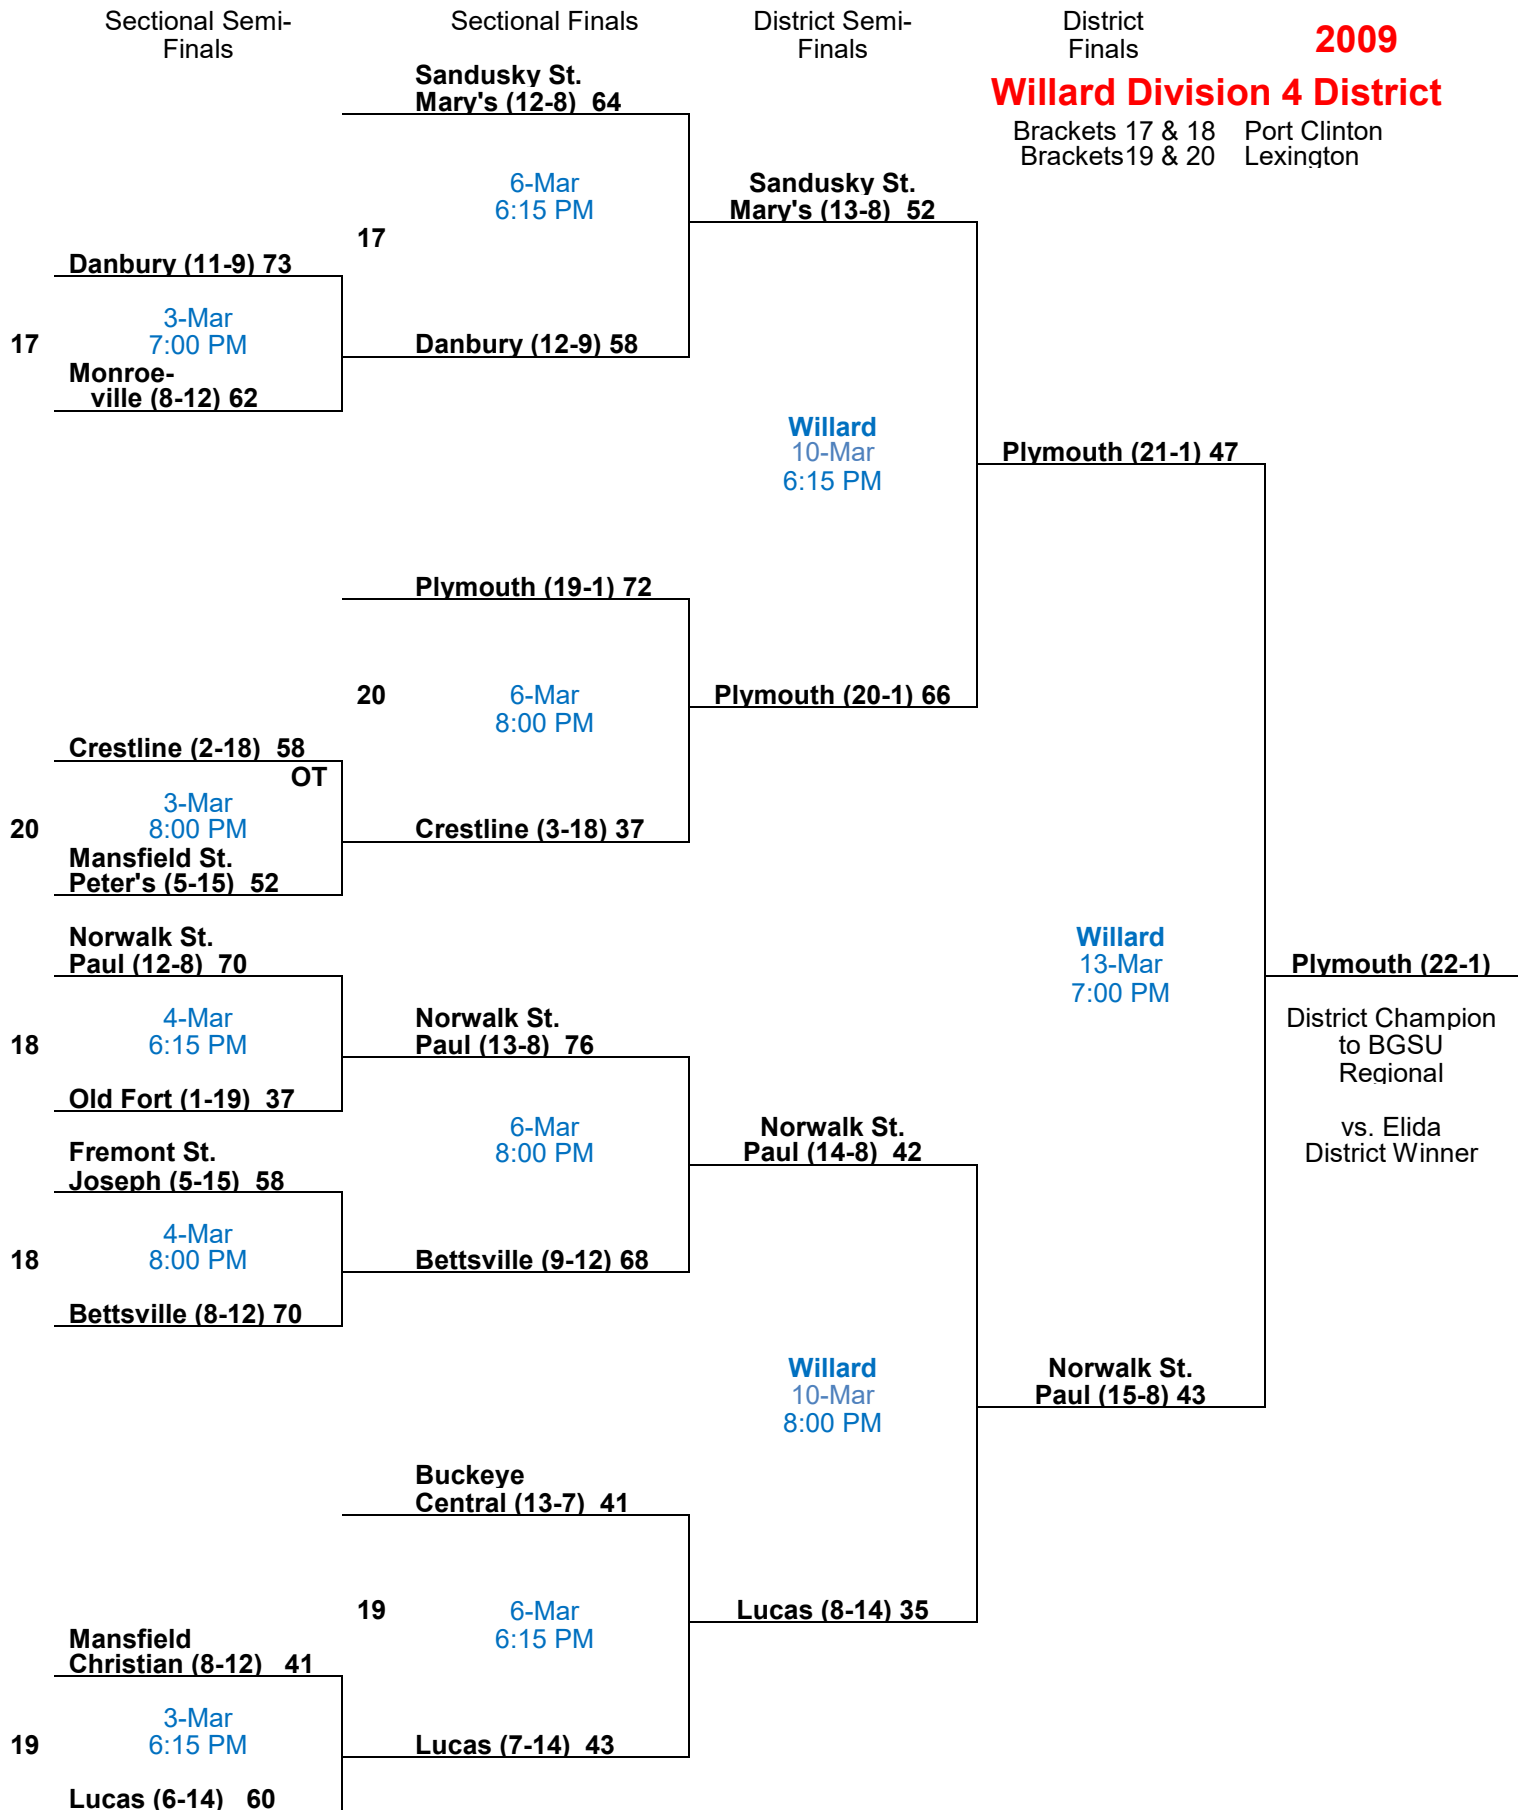 Sectional Semi-
Finals
Sectional Finals
District Semi-
Finals
District
Finals
2009
Willard Division 4 District
Brackets 17 & 18 Port Clinton
Brackets19 & 20 Lexington
Sandusky St.
Mary's (12-8) 64
6-Mar
6:15 PM
17
Sandusky St.
Mary's (13-8) 52
Danbury (11-9) 73
3-Mar
7:00 PM
17
Danbury (12-9) 58
Monroe-
ville (8-12) 62
Willard
10-Mar
6:15 PM
Plymouth (21-1) 47
Plymouth (19-1) 72
20
6-Mar
8:00 PM
Plymouth (20-1) 66
Crestline (2-18) 58
OT
3-Mar
8:00 PM
20
Crestline (3-18) 37
Mansfield St.
Peter's (5-15) 52
Norwalk St.
Paul (12-8) 70
Willard
13-Mar
7:00 PM
Plymouth (22-1)
4-Mar
6:15 PM
18
Norwalk St.
Paul (13-8) 76
District Champion
to BGSU
Regional
Old Fort (1-19) 37
6-Mar
8:00 PM
Norwalk St.
Paul (14-8) 42
vs. Elida
District Winner
Fremont St.
Joseph (5-15) 58
4-Mar
8:00 PM
18
Bettsville (9-12) 68
Bettsville (8-12) 70
Willard
10-Mar
8:00 PM
Norwalk St.
Paul (15-8) 43
Buckeye
Central (13-7) 41
19
6-Mar
6:15 PM
Lucas (8-14) 35
Mansfield
Christian (8-12) 41
3-Mar
6:15 PM
19
Lucas (7-14) 43
Lucas (6-14) 60